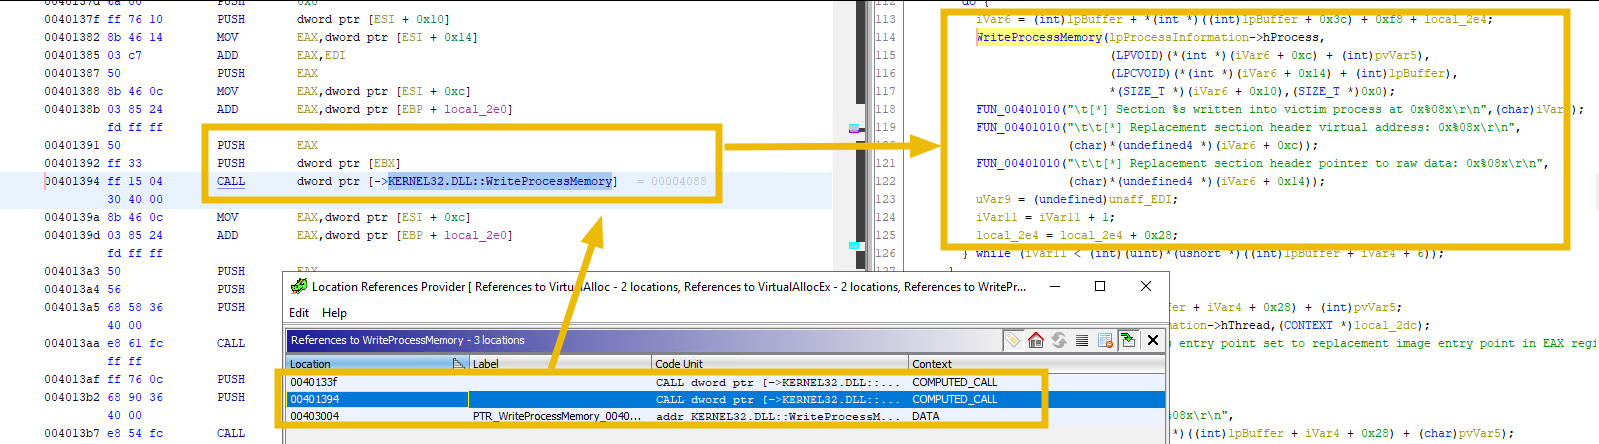 0040137d 6a 00 PUSH 0x0
0040137f ff 76 10 PUSH dword ptr [ESI + 0x10]
00401382 8b 46 14 MOV EAX,dword ptr [ESI + 0x14]
00401385 03 c7 ADD EAX,EDI
00401387 50 PUSH EAX
00401388 8b 46 0c MOV EAX,dword ptr [ESI + 0xc]
0040138b 03 85 24 ADD EAX,dword ptr [EBP + local_2e0]
fd ff ff
00401391 50 PUSH EAX
00401392 ff 33 PUSH dword ptr [EBX]
00401394 ff 15 04 CALL dword ptr [->KERNEL32.DLL::WriteProcessMemory] = 00004088
30 40 00
0040139a 8b 46 0c MOV EAX,dword ptr [ESI + 0xc]
0040139d 03 85 24 ADD EAX,dword ptr [EBP + local_2e0]
fd ff ff
004013a3 50 PUSH EAX
004013a4 56 PUSH
004013a5 68 58 36 PUSH
40 00
004013aa e8 61 fc CALL
ff ff
004013af ff 76 0c PUSH
004013b2 68 90 36 PUSH
40 00
004013b7 e8 54 fc CALL
112 do {
113 iVar6 = (int)lpBuffer + *(int *)((int)lpBuffer + 0x3c) + 0xf8 + local_2e4;
114 WriteProcessMemory(lpProcessInformation->hProcess,
115 (LPVOID)(*(int *)(iVar6 + 0xc) + (int)pvVar5),
116 (LPCVOID)(*(int *)(iVar6 + 0x14) + (int)lpBuffer),
117 *(SIZE_T *)(iVar6 + 0x10),(SIZE_T *)0x0);
118 FUN_00401010("\t[*] Section %s written into victim process at 0x%08x\r\n",(char)iVar6);
119 FUN_00401010("\t\t[*] Replacement section header virtual address: 0x%08x\r\n",
120 (char)*(undefined4 *)(iVar6 + 0xc));
121 FUN_00401010("\t\t[*] Replacement section header pointer to raw data: 0x%08x\r\n",
122 (char)*(undefined4 *)(iVar6 + 0x14));
123 uVar9 = (undefined)unaff_EDI;
124 iVar11 = iVar11 + 1;
125 local_2e4 = local_2e4 + 0x28;
126 } while (iVar11 < (int)(uint)*(ushort *)((int)lpBuffer + iVar4 + 6));
127 }
+ iVar4 + 0x28) + (int)pvVar5;
->hThread,(CONTEXT *)local_2dc);
entry point set to replacement image entry point in EAX
%08x\r\n",
*)((int)lpBuffer + iVar4 + 0x28) + (char)pvVar5);
Location References Provider [ References to VirtualAlloc - 2 locations, References to VirtualAllocEx - 2 locations, References to WritePr...
Edit Help
References to WriteProcessMemory - 3 locations
Location Label Code Unit Context
0040133f CALL dword ptr [->KERNEL32.DLL::... COMPUTED_CALL
00401394 CALL dword ptr [->KERNEL32.DLL::... COMPUTED_CALL
00403004 PTR_WriteProcessMemory_0040... addr KERNEL32.DLL::WriteProcessM... DATA